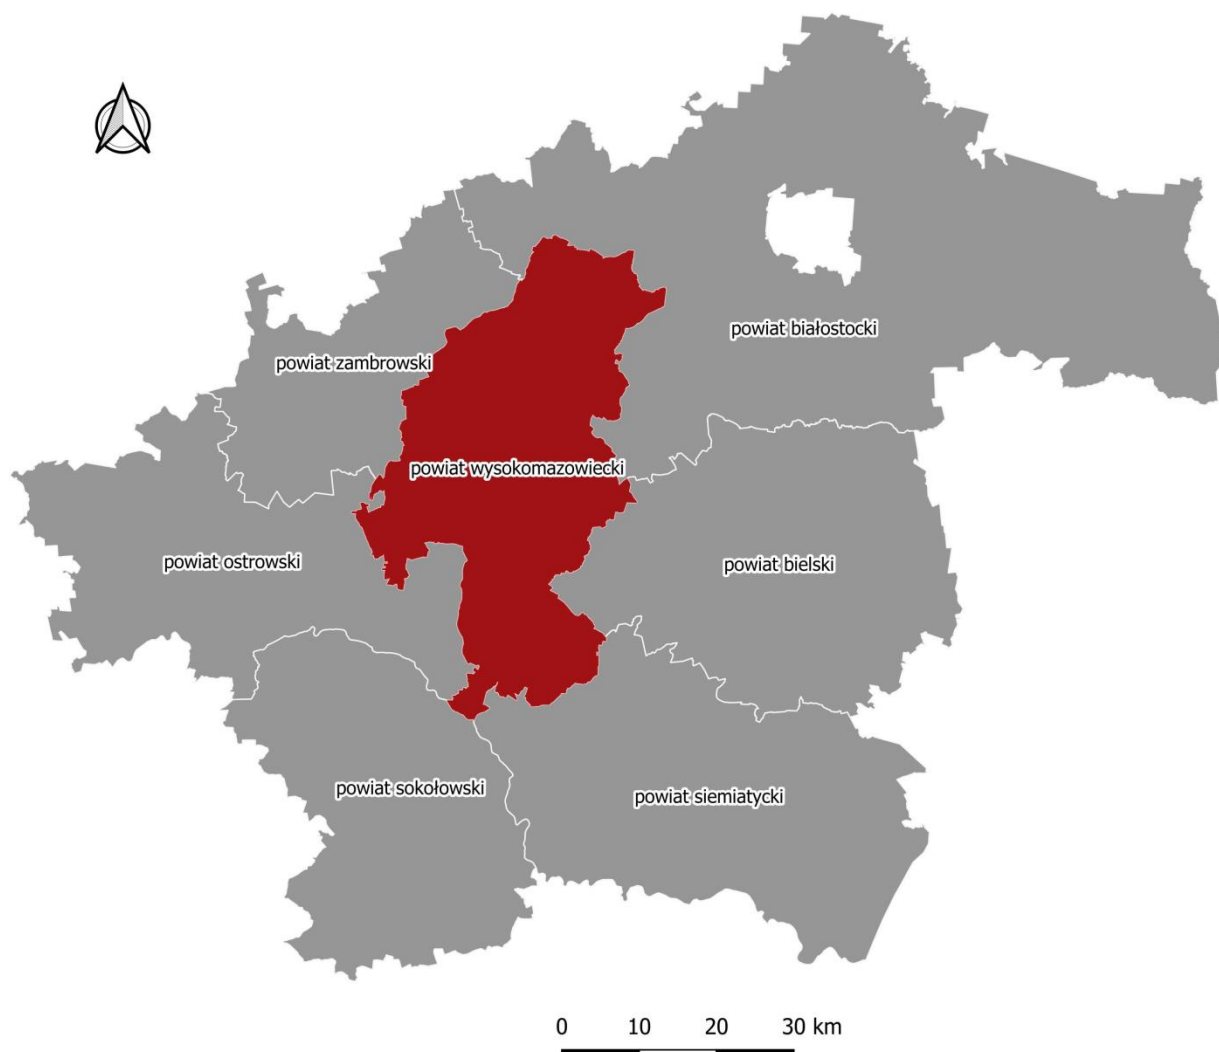 powiat białostocki
powiat zambrowski
powiat wysokomazowiecki
powiat ostrowski
powiat bielski
powiat sokołowski
powiat siemiatycki
0 10 20 30 km